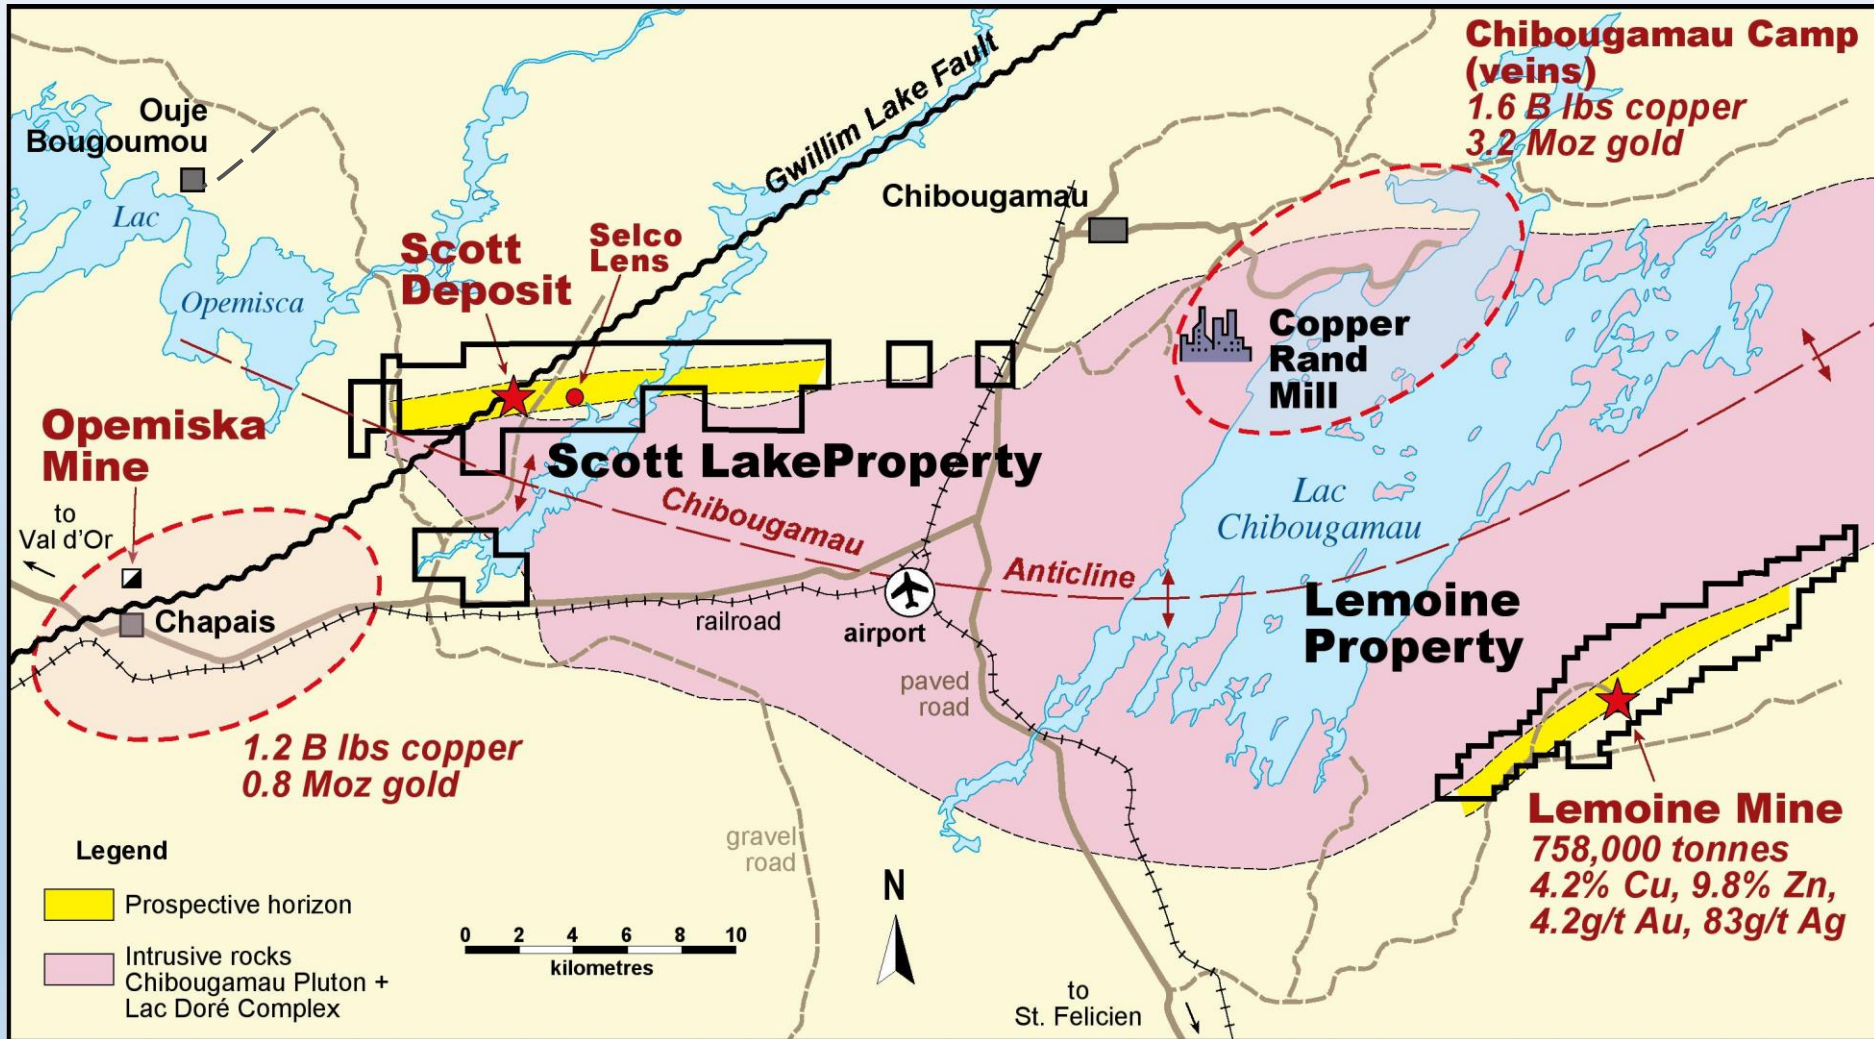 Chibougamau Camp
(veins)
1.6 B lbs copper
3.2 Moz gold
Ouje
Bougoumou
Lac
Opemisca
Gwillim Lake Fault
Chibougamau
Scott
Deposit
Selco
Lens
Copper
Rand
Mill
Opemiska
Mine
Scott LakeProperty
to
Val d'Or
Chibougamau
Anticline
Lac
Chibougamau
Chapais
railroad
airport
Lemoine
Property
paved
road
1.2 B lbs copper
0.8 Moz gold
gravel
road
Lemoine Mine
758,000 tonnes
4.2% Cu, 9.8% Zn,
4.2g/t Au, 83g/t Ag
Legend
Prospective horizon
Intrusive rocks
Chibougamau Pluton +
Lac Doré Complex
0 2 4 6 8 10
kilometres
N
to
St. Felicien